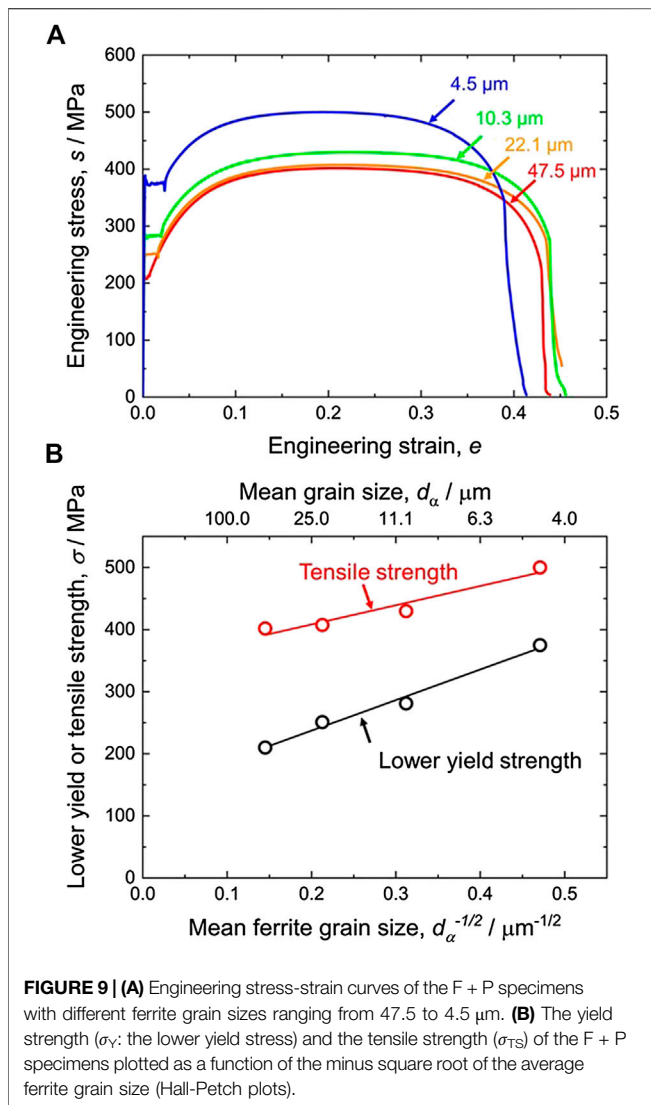 A
600
500
400
300
200
100
0
Engineering stress, s / MPa
4.5 μm
10.3 μm
22.1 μm
47.5 μm
0.0 0.1 0.2 0.3 0.4 0.5
Engineering strain, e
B
Mean grain size, dα / μm
100.0 25.0 11.1 6.3 4.0
500
400
300
200
100
0
Lower yield or tensile strength, σ / MPa
Tensile strength
Lower yield strength
0.0 0.1 0.2 0.3 0.4 0.5
Mean ferrite grain size, dα^-1/2 / μm^-1/2
FIGURE 9 | (A) Engineering stress-strain curves of the F + P specimens
with different ferrite grain sizes ranging from 47.5 to 4.5 μm. (B) The yield
strength (σY: the lower yield stress) and the tensile strength (σTS) of the F + P
specimens plotted as a function of the minus square root of the average
ferrite grain size (Hall-Petch plots).